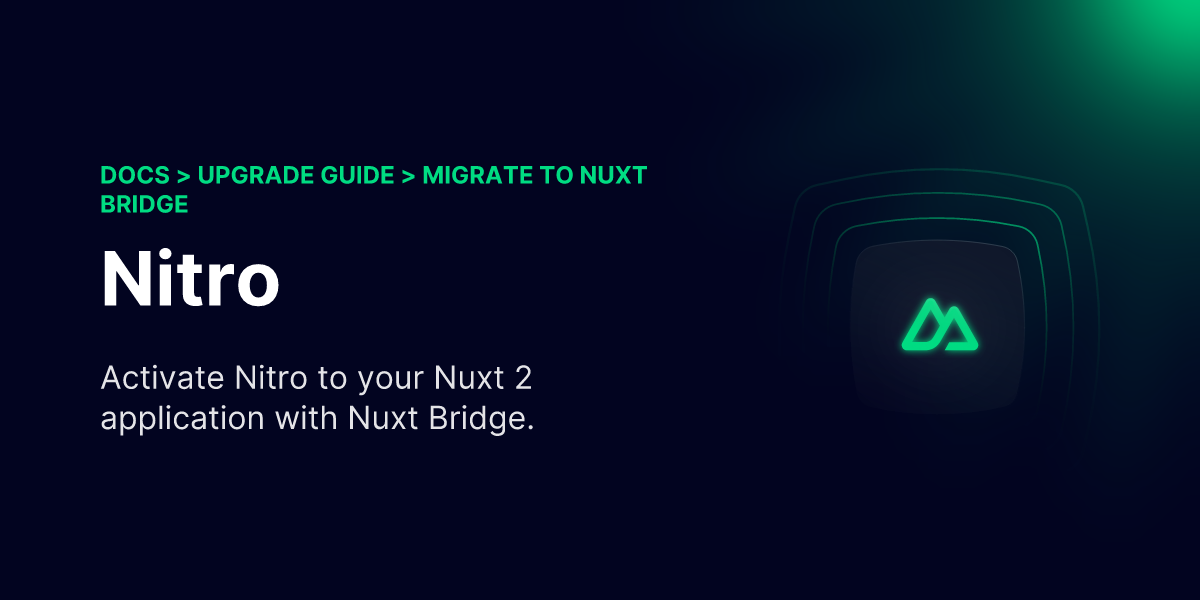 DOCS > UPGRADE GUIDE > MIGRATE TO NUXT
BRIDGE
Nitro
Activate Nitro to your Nuxt 2
application with Nuxt Bridge.